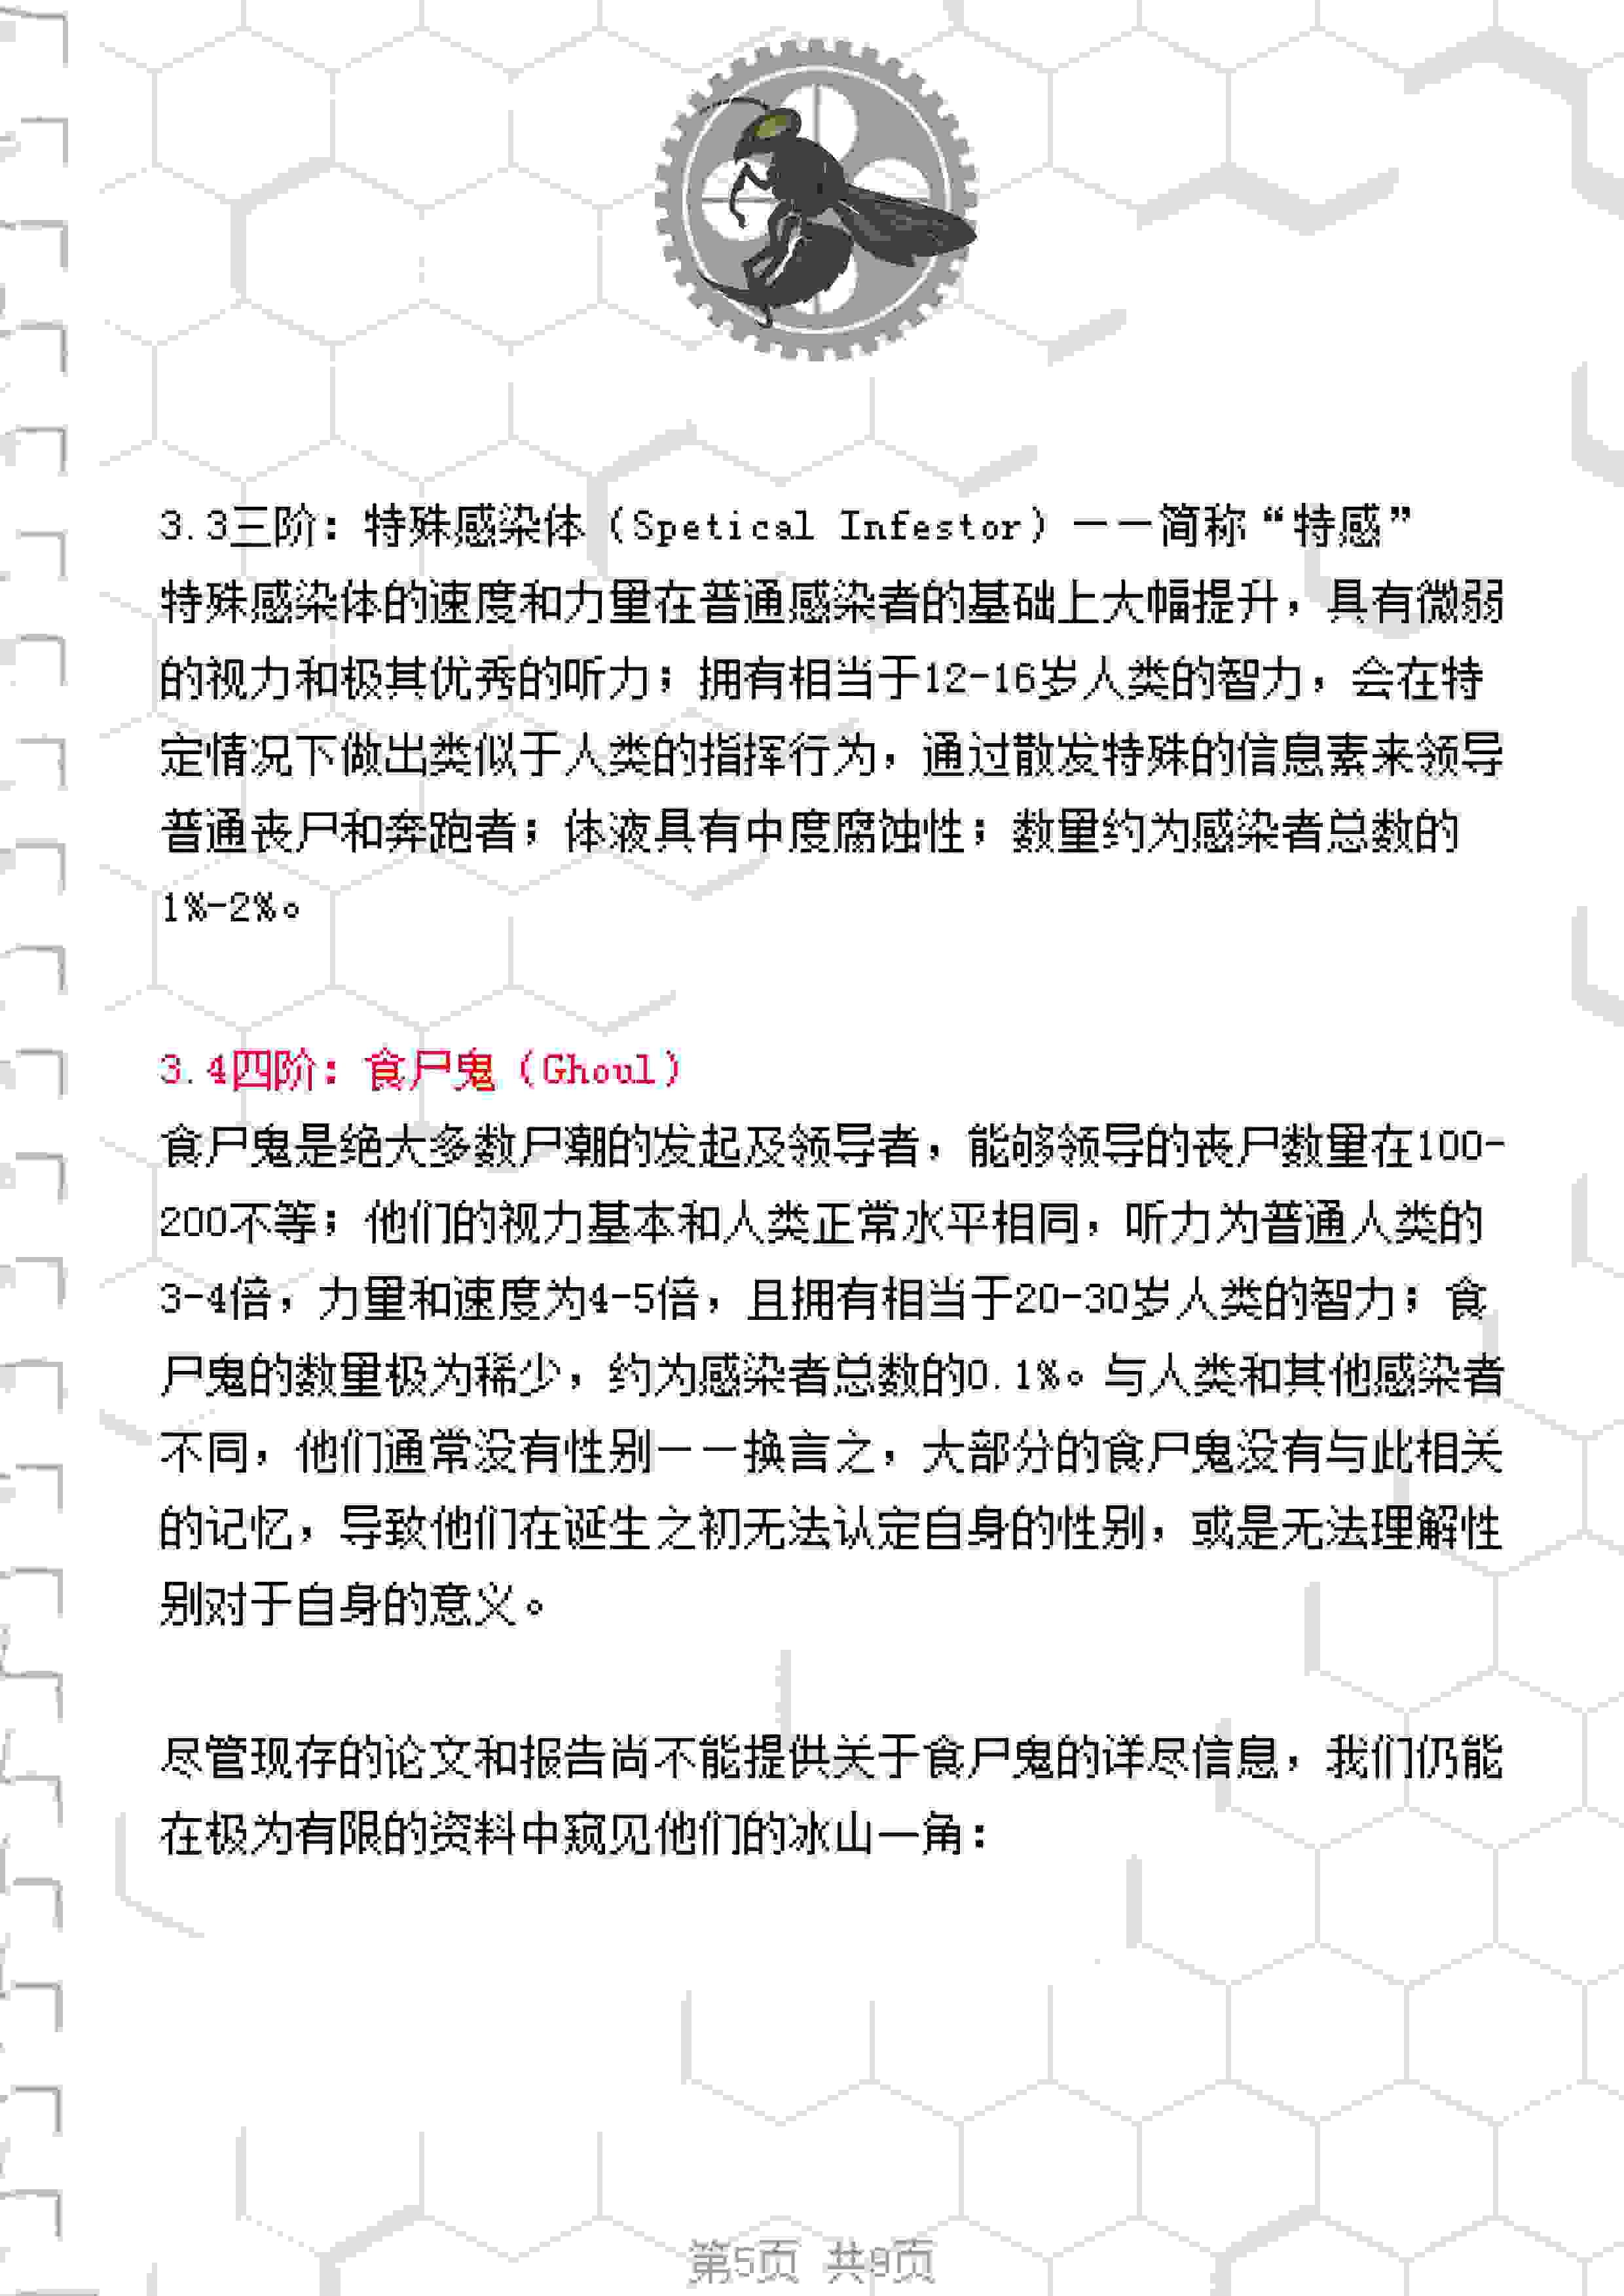 3.3三阶：特殊感染体（Spetical Infestor）——简称“特感”
特殊感染体的速度和力量在普通感染者的基础上大幅提升，具有微弱
的视力和极其优秀的听力；拥有相当于12-16岁人类的智力，会在特
定情况下做出类似于人类的指挥行为，通过散发特殊的信息素来领导
普通丧尸和奔跑者；体液具有中度腐蚀性；数量约为感染者总数的
1%-2%。
3.4四阶：食尸鬼（Ghoul）
食尸鬼是绝大多数尸潮的发起及领导者，能够领导的丧尸数量在100-
200不等；他们的视力基本和人类正常水平相同，听力为普通人类的
3-4倍，力量和速度为4-5倍，且拥有相当于20-30岁人类的智力；食
尸鬼的数量极为稀少，约为感染者总数的0.1%。与人类和其他感染者
不同，他们通常没有性别——换言之，大部分的食尸鬼没有与此相关
的记忆，导致他们在诞生之初无法认定自身的性别，或是无法理解性
别对于自身的意义。
尽管现存的论文和报告尚不能提供关于食尸鬼的详尽信息，我们仍能
在极为有限的资料中窥见他们的冰山一角：
第5页 共9页